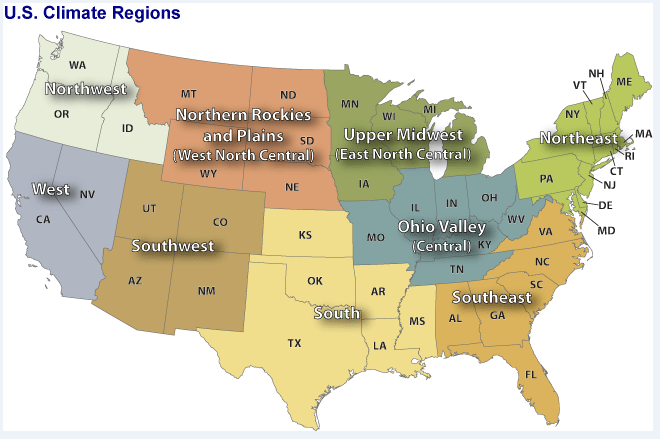 U.S. Climate Regions
WA
Northwest
OR
ID
MT
ND
Northern Rockies
and Plains
(West North Central)
SD
WY
NE
MN
WI
MI
Upper Midwest
(East North Central)
IA
NH
VT
ME
NY
MA
Northeast
RI
CT
PA
NJ
DE
MD
West
NV
CA
UT
CO
Southwest
AZ
NM
KS
OK
AR
South
TX
LA
MS
IL
IN
OH
WV
Ohio Valley
(Central)
MO
KY
TN
VA
NC
SC
Southeast
AL
GA
FL